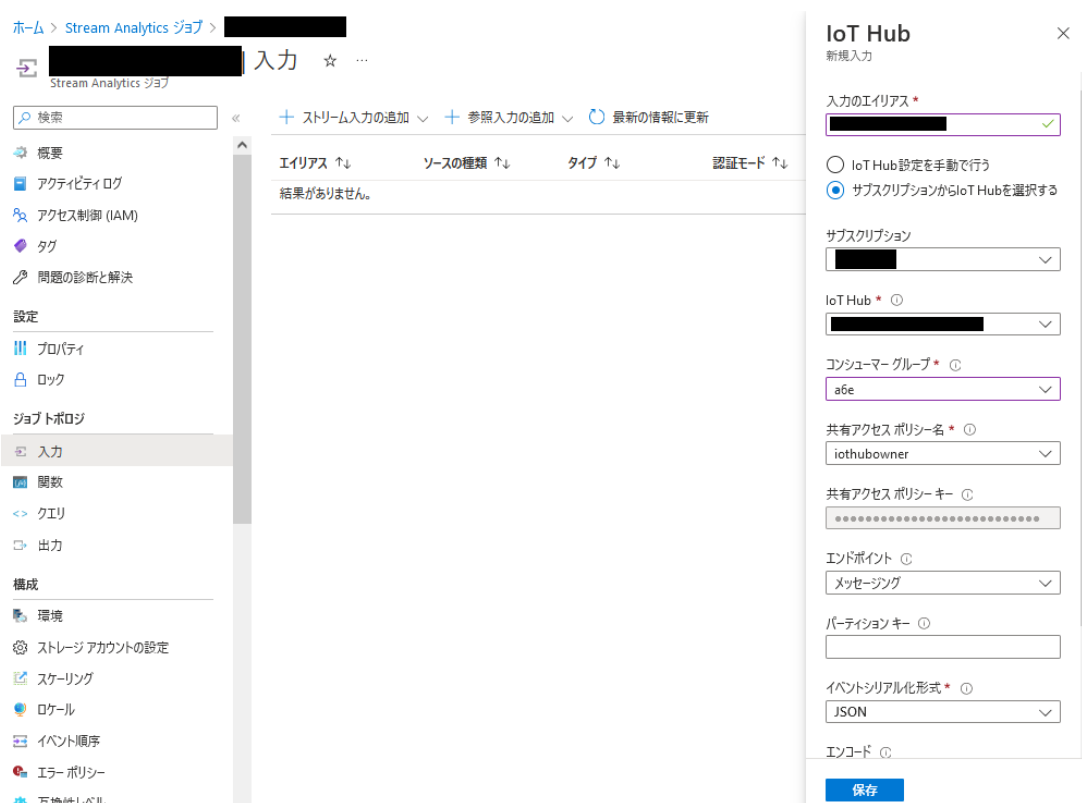 ホーム > Stream Analytics ジョブ >
| 入力 ☆ …
Stream Analytics ジョブ
検索 «
概要
アクティビティ ログ
アクセス制御 (IAM)
タグ
問題の診断と解決
設定
プロパティ
ロック
ジョブ トポロジ
入力
関数
クエリ
出力
構成
環境
ストレージ アカウントの設定
スケーリング
ロケール
イベント順序
エラー ポリシー
互換性レベル
+ ストリーム入力の追加 + 参照入力の追加 最新の情報に更新
エイリアス ↑↓ ソースの種類 ↑↓ タイプ ↑↓ 認証モード ↑↓
結果がありません。
IoT Hub
新規入力
入力のエイリアス *
IoT Hub設定を手動で行う
サブスクリプションからIoT Hubを選択する
サブスクリプション
IoT Hub *
コンシューマー グループ *
a6e
共有アクセス ポリシー名 *
iothubowner
共有アクセス ポリシー キー
エンドポイント
メッセージング
パーティション キー
イベントシリアル化形式 *
JSON
エンコード
保存